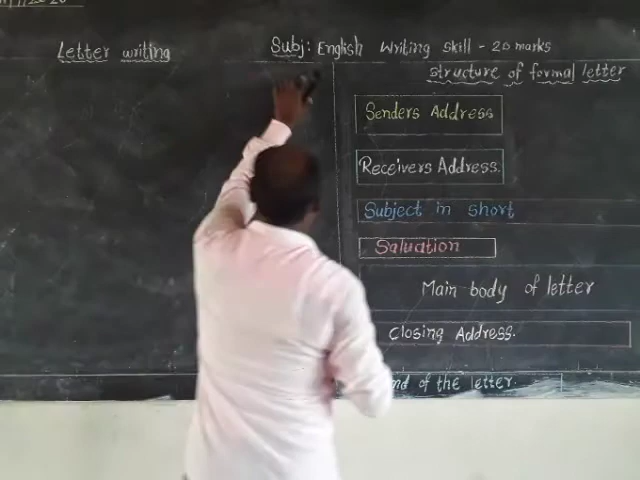 Letter writing
Subj: English Writing skill - 20 marks
structure of formal letter
Senders Address
Receivers Address.
Subject in short
Saluation
Main body of letter
Closing Address.
nd of the letter.